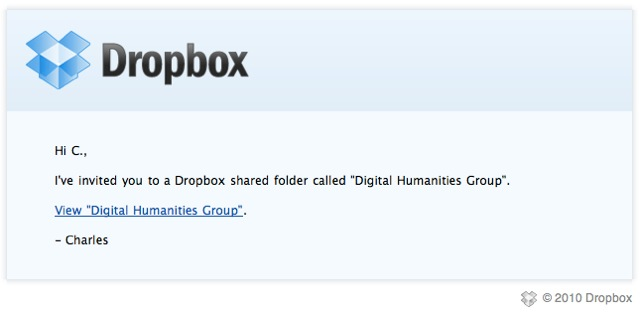 Dropbox
Hi C.,
I've invited you to a Dropbox shared folder called "Digital Humanities Group".
View "Digital Humanities Group".
– Charles
© 2010 Dropbox